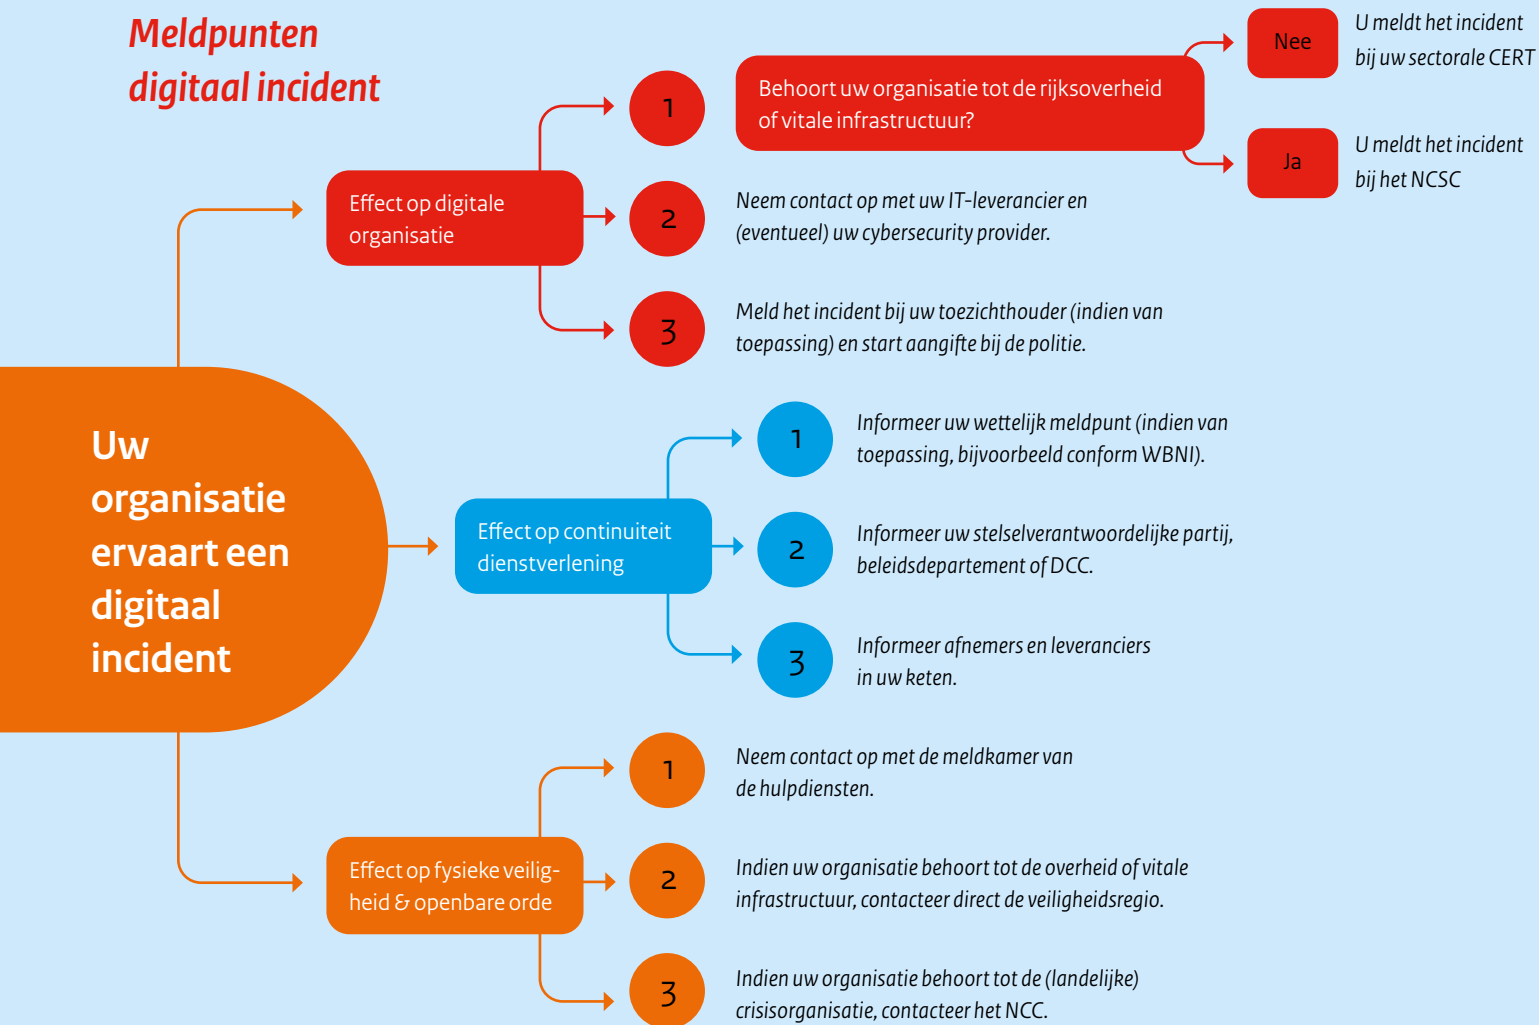 Meldpunten
digitaal incident
Uw
organisatie
ervaart een
digitaal
incident
Effect op digitale
organisatie
1
Behoort uw organisatie tot de rijksoverheid
of vitale infrastructuur?
Nee
U meldt het incident
bij uw sectorale CERT
Ja
U meldt het incident
bij het NCSC
2
Neem contact op met uw IT-leverancier en
(eventueel) uw cybersecurity provider.
3
Meld het incident bij uw toezichthouder (indien van
toepassing) en start aangifte bij de politie.
Effect op continuiteit
dienstverlening
1
Informeer uw wettelijk meldpunt (indien van
toepassing, bijvoorbeeld conform WBNI).
2
Informeer uw stelselverantwoordelijke partij,
beleidsdepartement of DCC.
3
Informeer afnemers en leveranciers
in uw keten.
Effect op fysieke veilig-
heid & openbare orde
1
Neem contact op met de meldkamer van
de hulpdiensten.
2
Indien uw organisatie behoort tot de overheid of vitale
infrastructuur, contacteer direct de veiligheidsregio.
3
Indien uw organisatie behoort tot de (landelijke)
crisisorganisatie, contacteer het NCC.